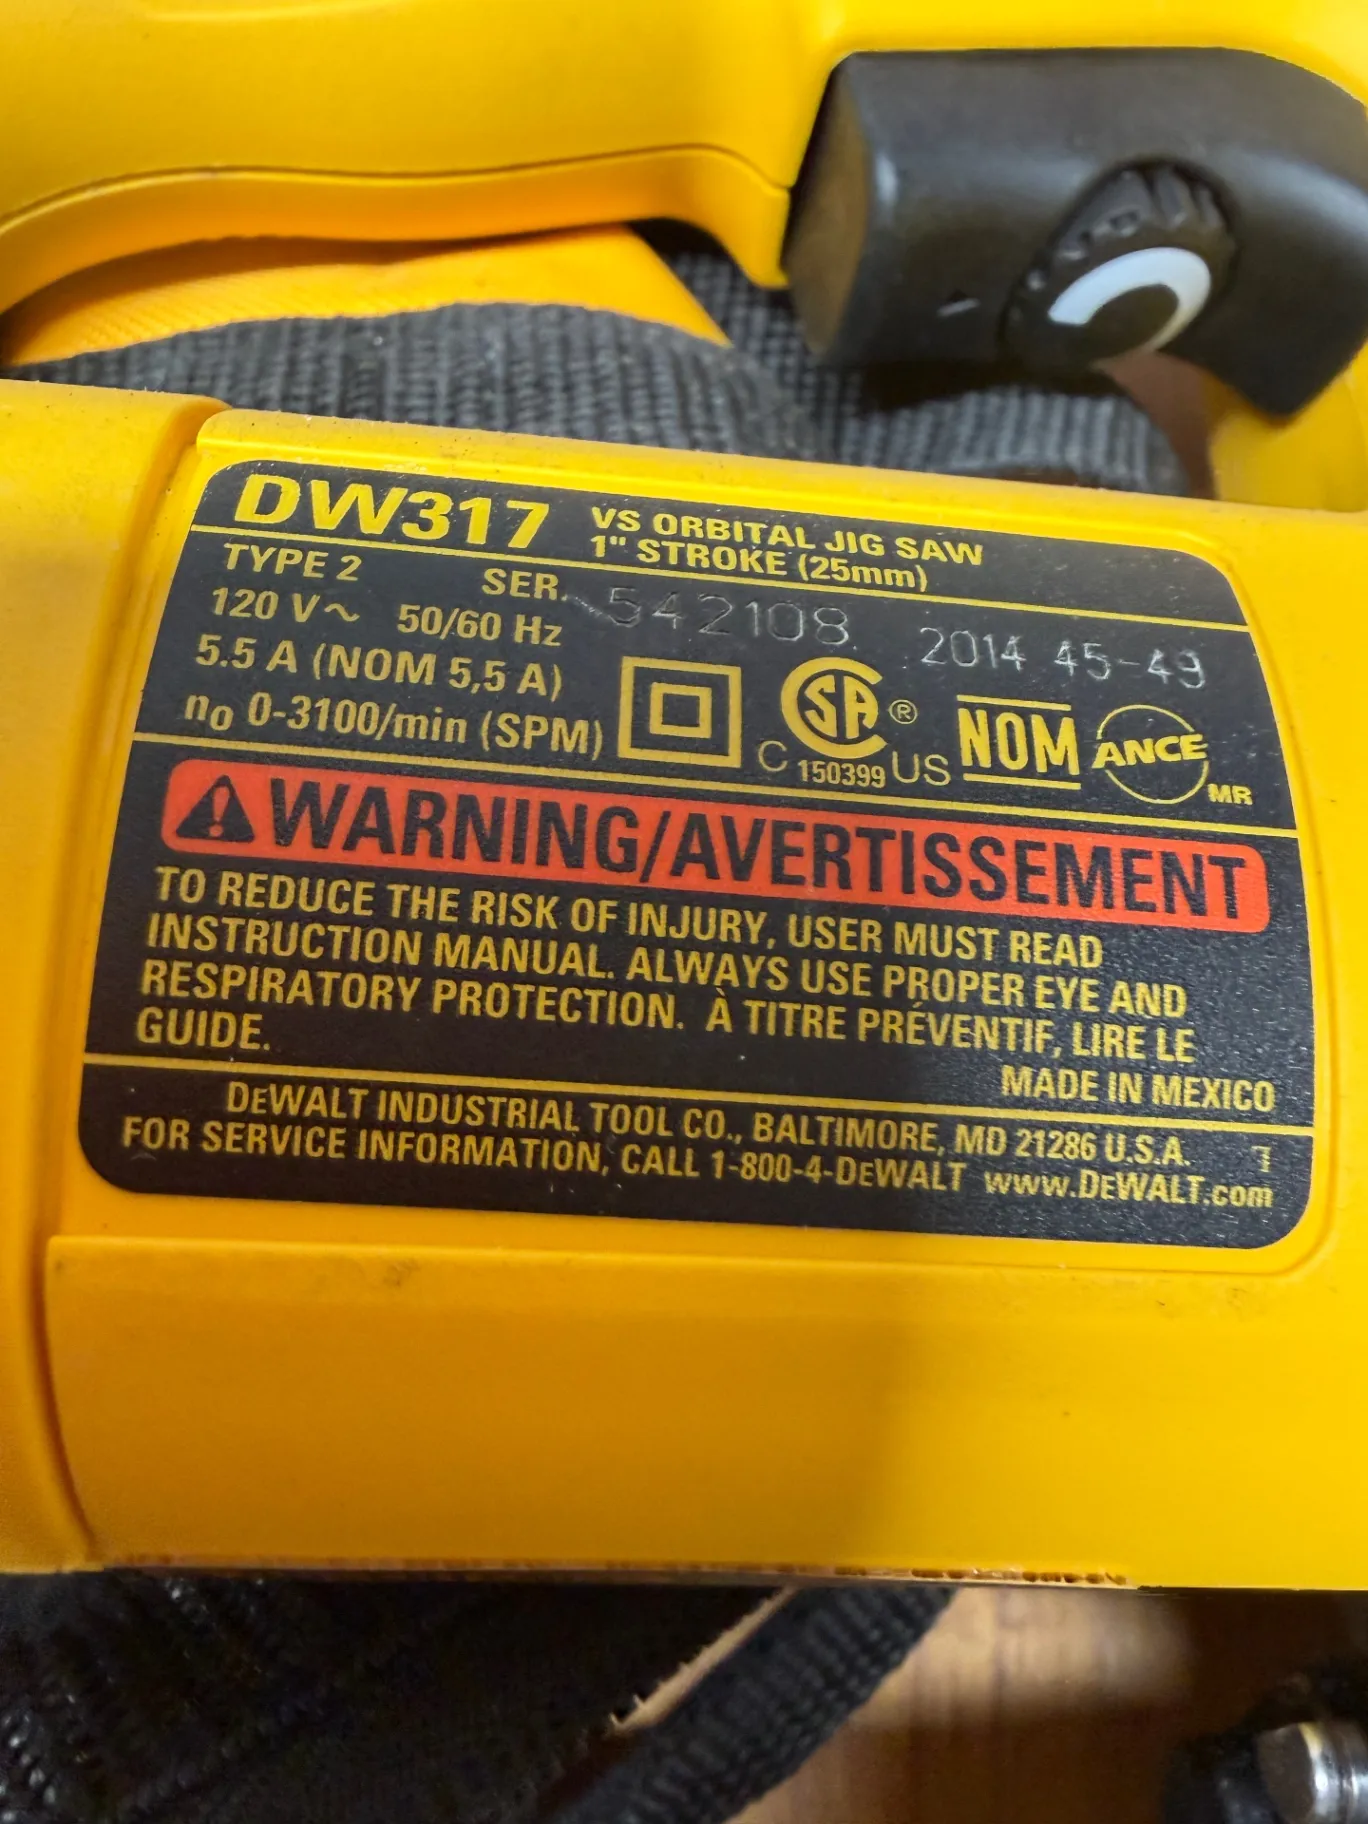 DW317 VS ORBITAL JIG SAW
1" STROKE (25mm)
TYPE 2 SER. 542108 2014 45-49
120 V~ 50/60 Hz
5.5 A (NOM 5,5 A)
no 0-3100/min (SPM)
CSA ®
C 150399 US
NOM
ANCE
MR
WARNING/AVERTISSEMENT
TO REDUCE THE RISK OF INJURY, USER MUST READ
INSTRUCTION MANUAL. ALWAYS USE PROPER EYE AND
RESPIRATORY PROTECTION. À TITRE PRÉVENTIF, LIRE LE
GUIDE.
MADE IN MEXICO
DEWALT INDUSTRIAL TOOL CO., BALTIMORE, MD 21286 U.S.A.
FOR SERVICE INFORMATION, CALL 1-800-4-DEWALT www.DEWALT.com